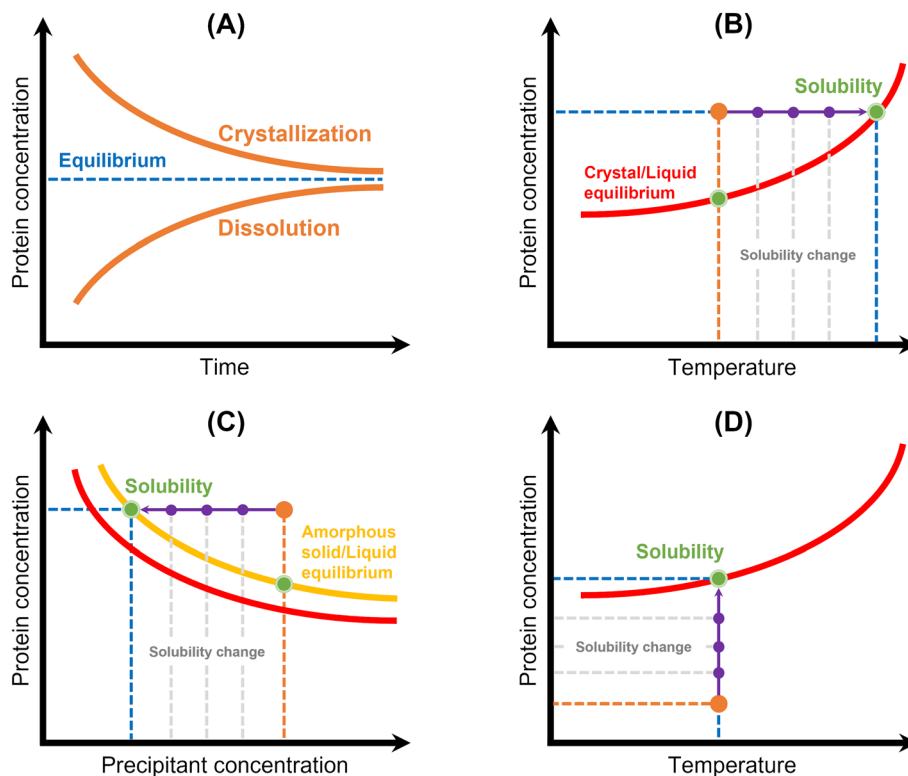 (A)
Protein concentration
Crystallization
Equilibrium
Dissolution
Time
(B)
Protein concentration
Solubility
Crystal/Liquid
equilibrium
Solubility change
Temperature
(C)
Protein concentration
Solubility
Amorphous
solid/Liquid
equilibrium
Solubility change
Precipitant concentration
(D)
Protein concentration
Solubility
Solubility change
Temperature